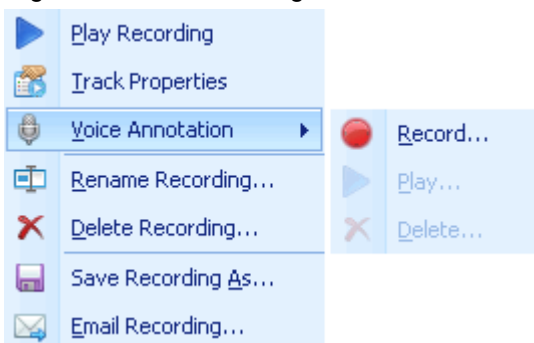 Play Recording
Track Properties
Voice Annotation
Record...
Play...
Delete...
Rename Recording...
Delete Recording...
Save Recording As...
Email Recording...